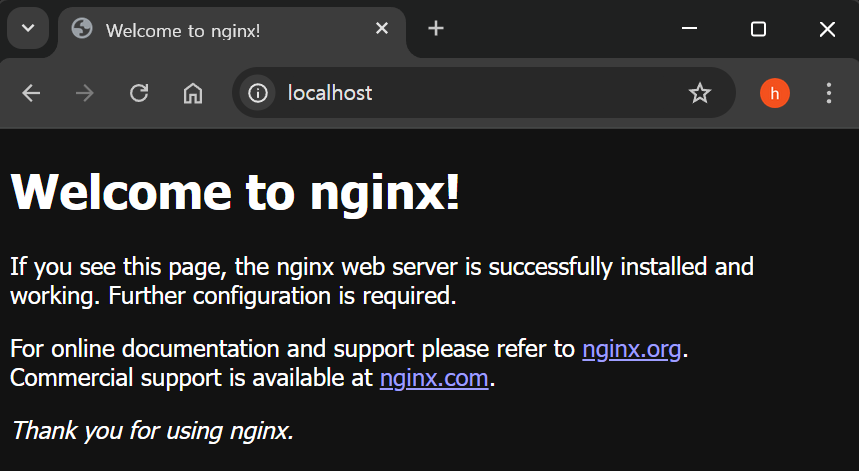 Welcome to nginx!
localhost
h
Welcome to nginx!
If you see this page, the nginx web server is successfully installed and
working. Further configuration is required.
For online documentation and support please refer to nginx.org.
Commercial support is available at nginx.com.
Thank you for using nginx.